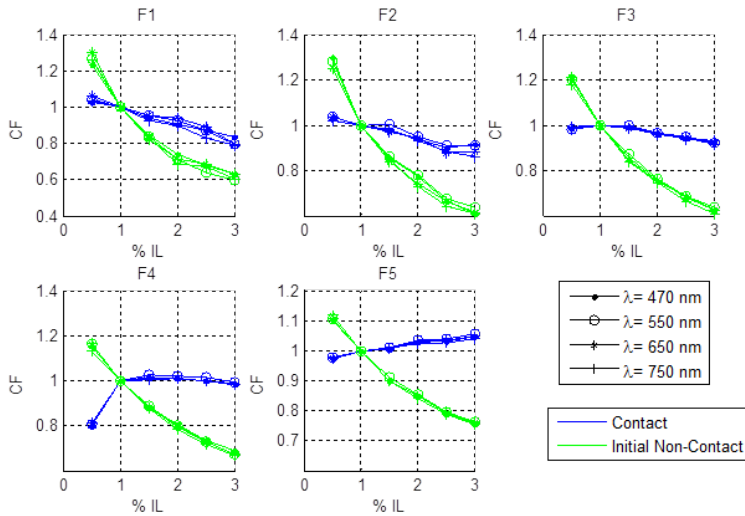 F1
F2
F3
1.4
1.2
1
0.8
0.6
0.4
CF
0
1
2
3
% IL
1.4
1.2
1
0.8
CF
0
1
2
3
% IL
1.4
1.2
1
0.8
CF
0
1
2
3
% IL
F4
F5
1.4
1.2
1
0.8
CF
0
1
2
3
% IL
1.2
1.1
1
0.9
0.8
0.7
CF
0
1
2
3
% IL
λ= 470 nm
λ= 550 nm
λ= 650 nm
λ= 750 nm
Contact
Initial Non-Contact